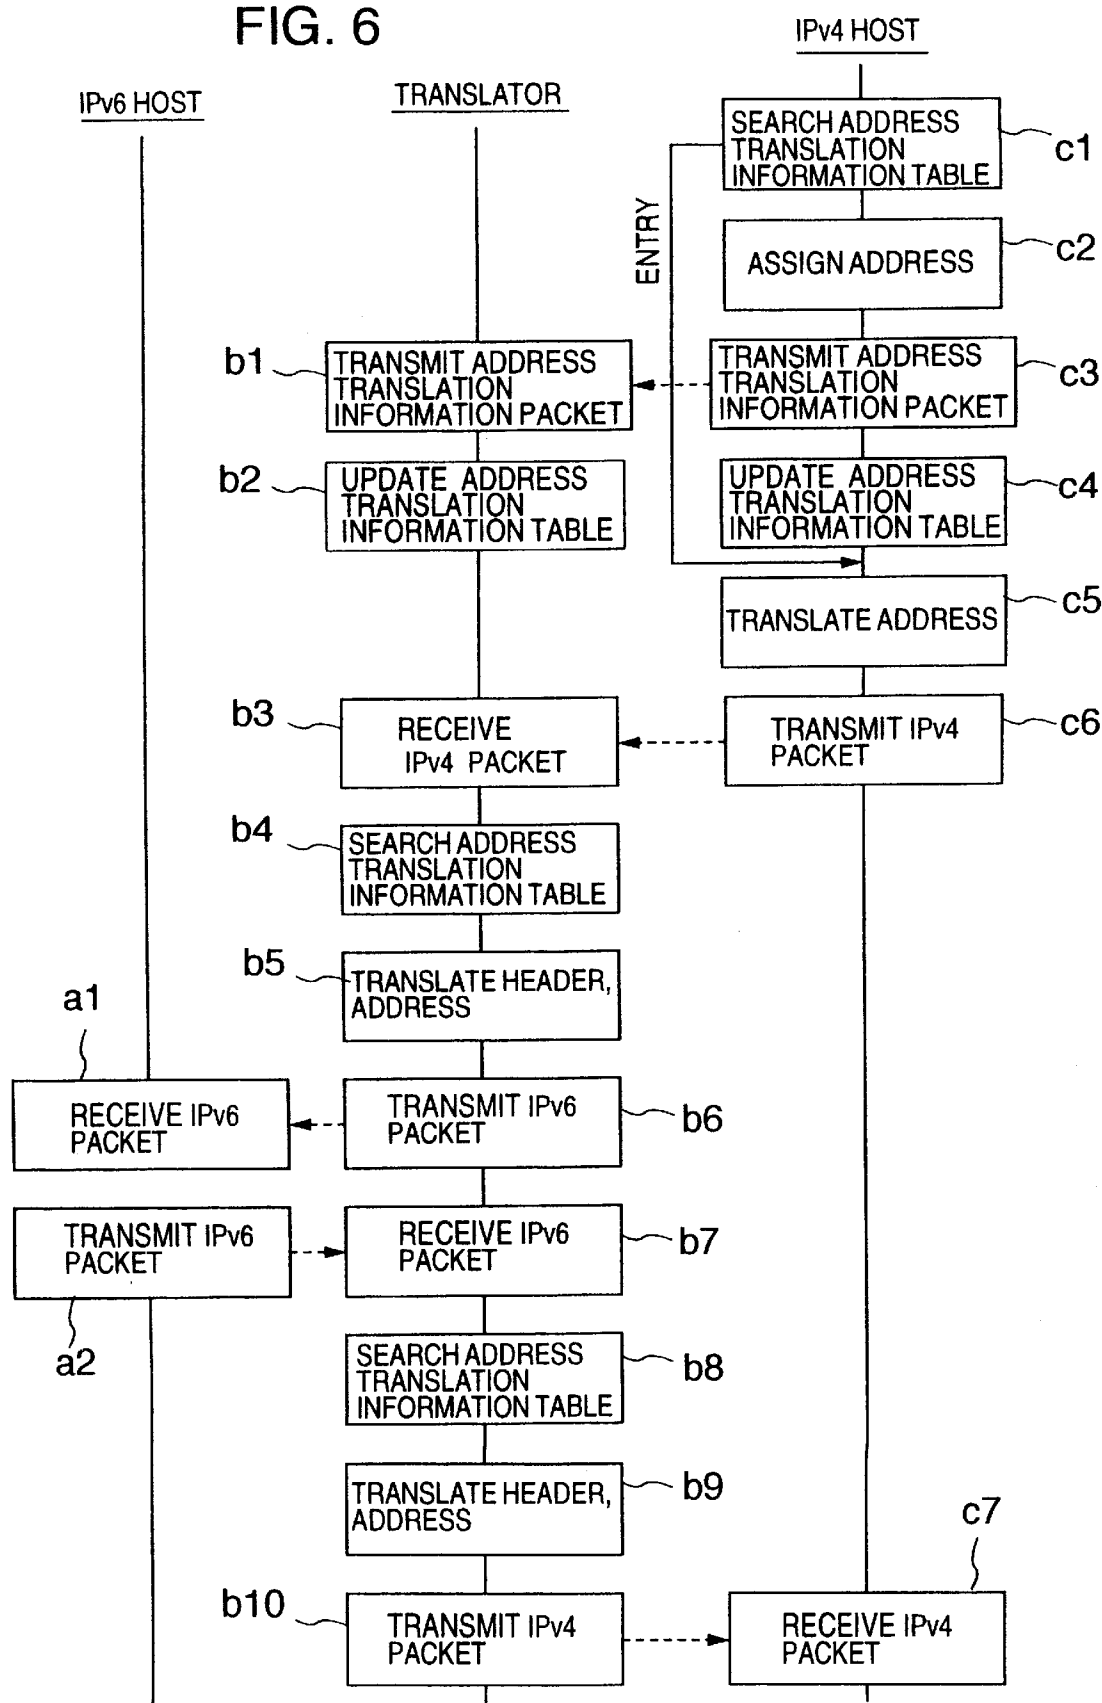 FIG. 6
IPv4 HOST
IPv6 HOST
TRANSLATOR
SEARCH ADDRESS
TRANSLATION
INFORMATION TABLE
c1
ENTRY
ASSIGN ADDRESS
c2
b1
TRANSMIT ADDRESS
TRANSLATION
INFORMATION PACKET
TRANSMIT ADDRESS
TRANSLATION
INFORMATION PACKET
c3
b2
UPDATE ADDRESS
TRANSLATION
INFORMATION TABLE
UPDATE ADDRESS
TRANSLATION
INFORMATION TABLE
c4
TRANSLATE ADDRESS
c5
b3
RECEIVE
IPv4 PACKET
TRANSMIT IPv4
PACKET
c6
b4
SEARCH ADDRESS
TRANSLATION
INFORMATION TABLE
b5
TRANSLATE HEADER,
ADDRESS
a1
RECEIVE IPv6
PACKET
TRANSMIT IPv6
PACKET
b6
TRANSMIT IPv6
PACKET
a2
RECEIVE IPv6
PACKET
b7
SEARCH ADDRESS
TRANSLATION
INFORMATION TABLE
b8
TRANSLATE HEADER,
ADDRESS
b9
b10
TRANSMIT IPv4
PACKET
c7
RECEIVE IPv4
PACKET